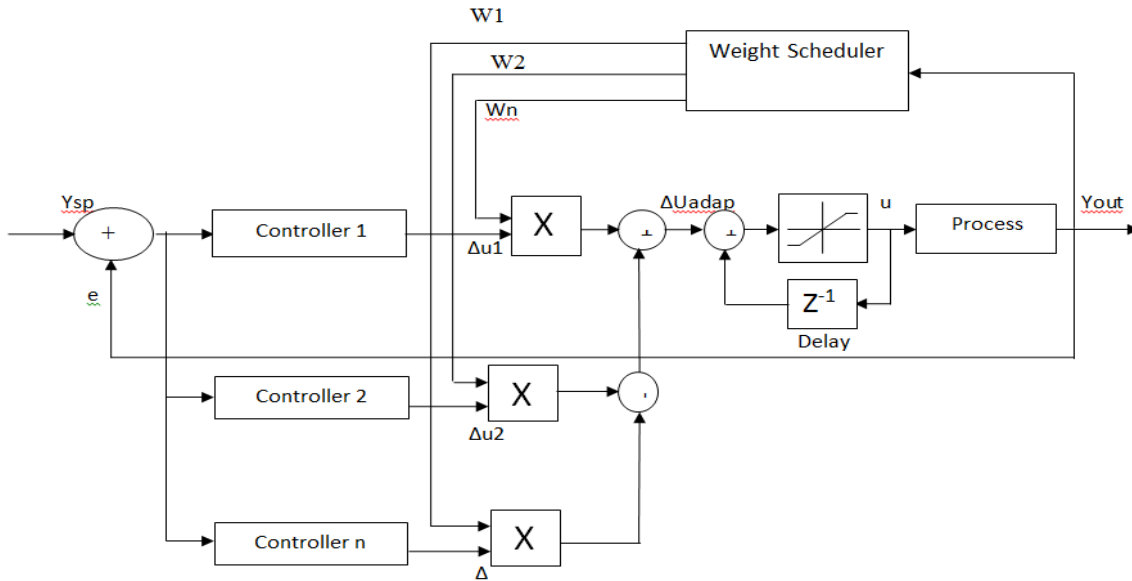 W1
Weight Scheduler
W2
Wn
Ysp
+
Controller 1
Δu1
X
ΔUadap
u
Process
Yout
e
Z-1
Delay
Controller 2
Δu2
X
Controller n
Δ
X